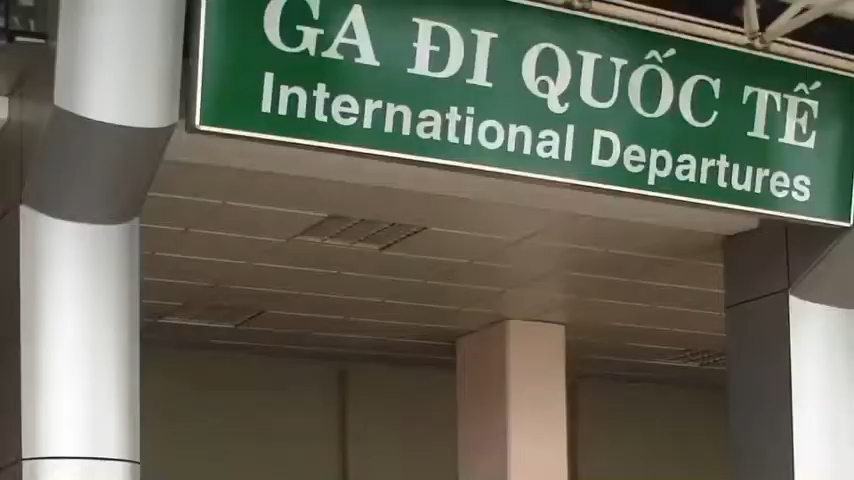 GA ĐI QUỐC TẾ
International Departures